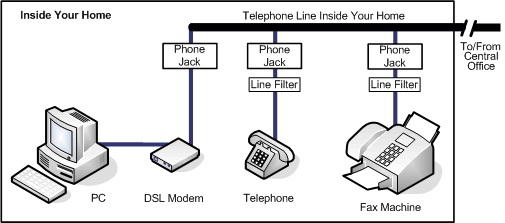 Inside Your Home
Telephone Line Inside Your Home
To/From
Central
Office
Phone
Jack
Phone
Jack
Phone
Jack
Line Filter
Line Filter
PC
DSL Modem
Telephone
Fax Machine